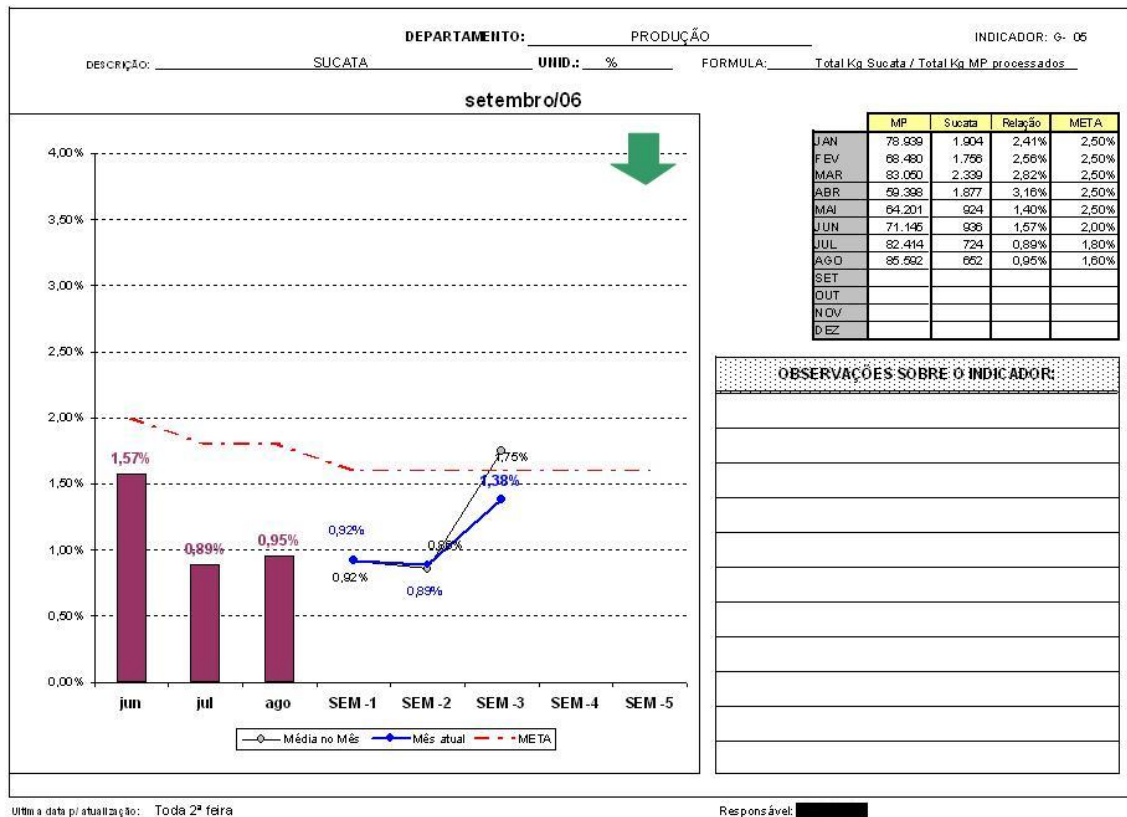 DEPARTAMENTO: PRODUÇÃO INDICADOR: G- 05
DESCRIÇÃO: SUCATA UNID.: % FORMULA: Total Kg Sucata / Total Kg MP processados
setembro/06
4,00%
3,50%
3,00%
2,50%
2,00%
1,50%
1,00%
0,50%
0,00%
1,57%
0,89%
0,95%
0,92%
0,92%
0,86%
0,89%
1,75%
1,38%
jun jul ago SEM -1 SEM -2 SEM -3 SEM -4 SEM -5
Média no Mês Mês atual META
MP Sucata Relação META
JAN 78.939 1.904 2,41% 2,50%
FEV 68.480 1.756 2,56% 2,50%
MAR 83.050 2.339 2,82% 2,50%
ABR 59.398 1.877 3,16% 2,50%
MAI 64.201 924 1,40% 2,50%
JUN 71.145 936 1,57% 2,00%
JUL 82.414 724 0,89% 1,80%
AGO 85.592 652 0,95% 1,60%
SET
OUT
NOV
DEZ
OBSERVAÇÕES SOBRE O INDICADOR:
Ultima data p/ atualização: Toda 2ª feira
Responsável: